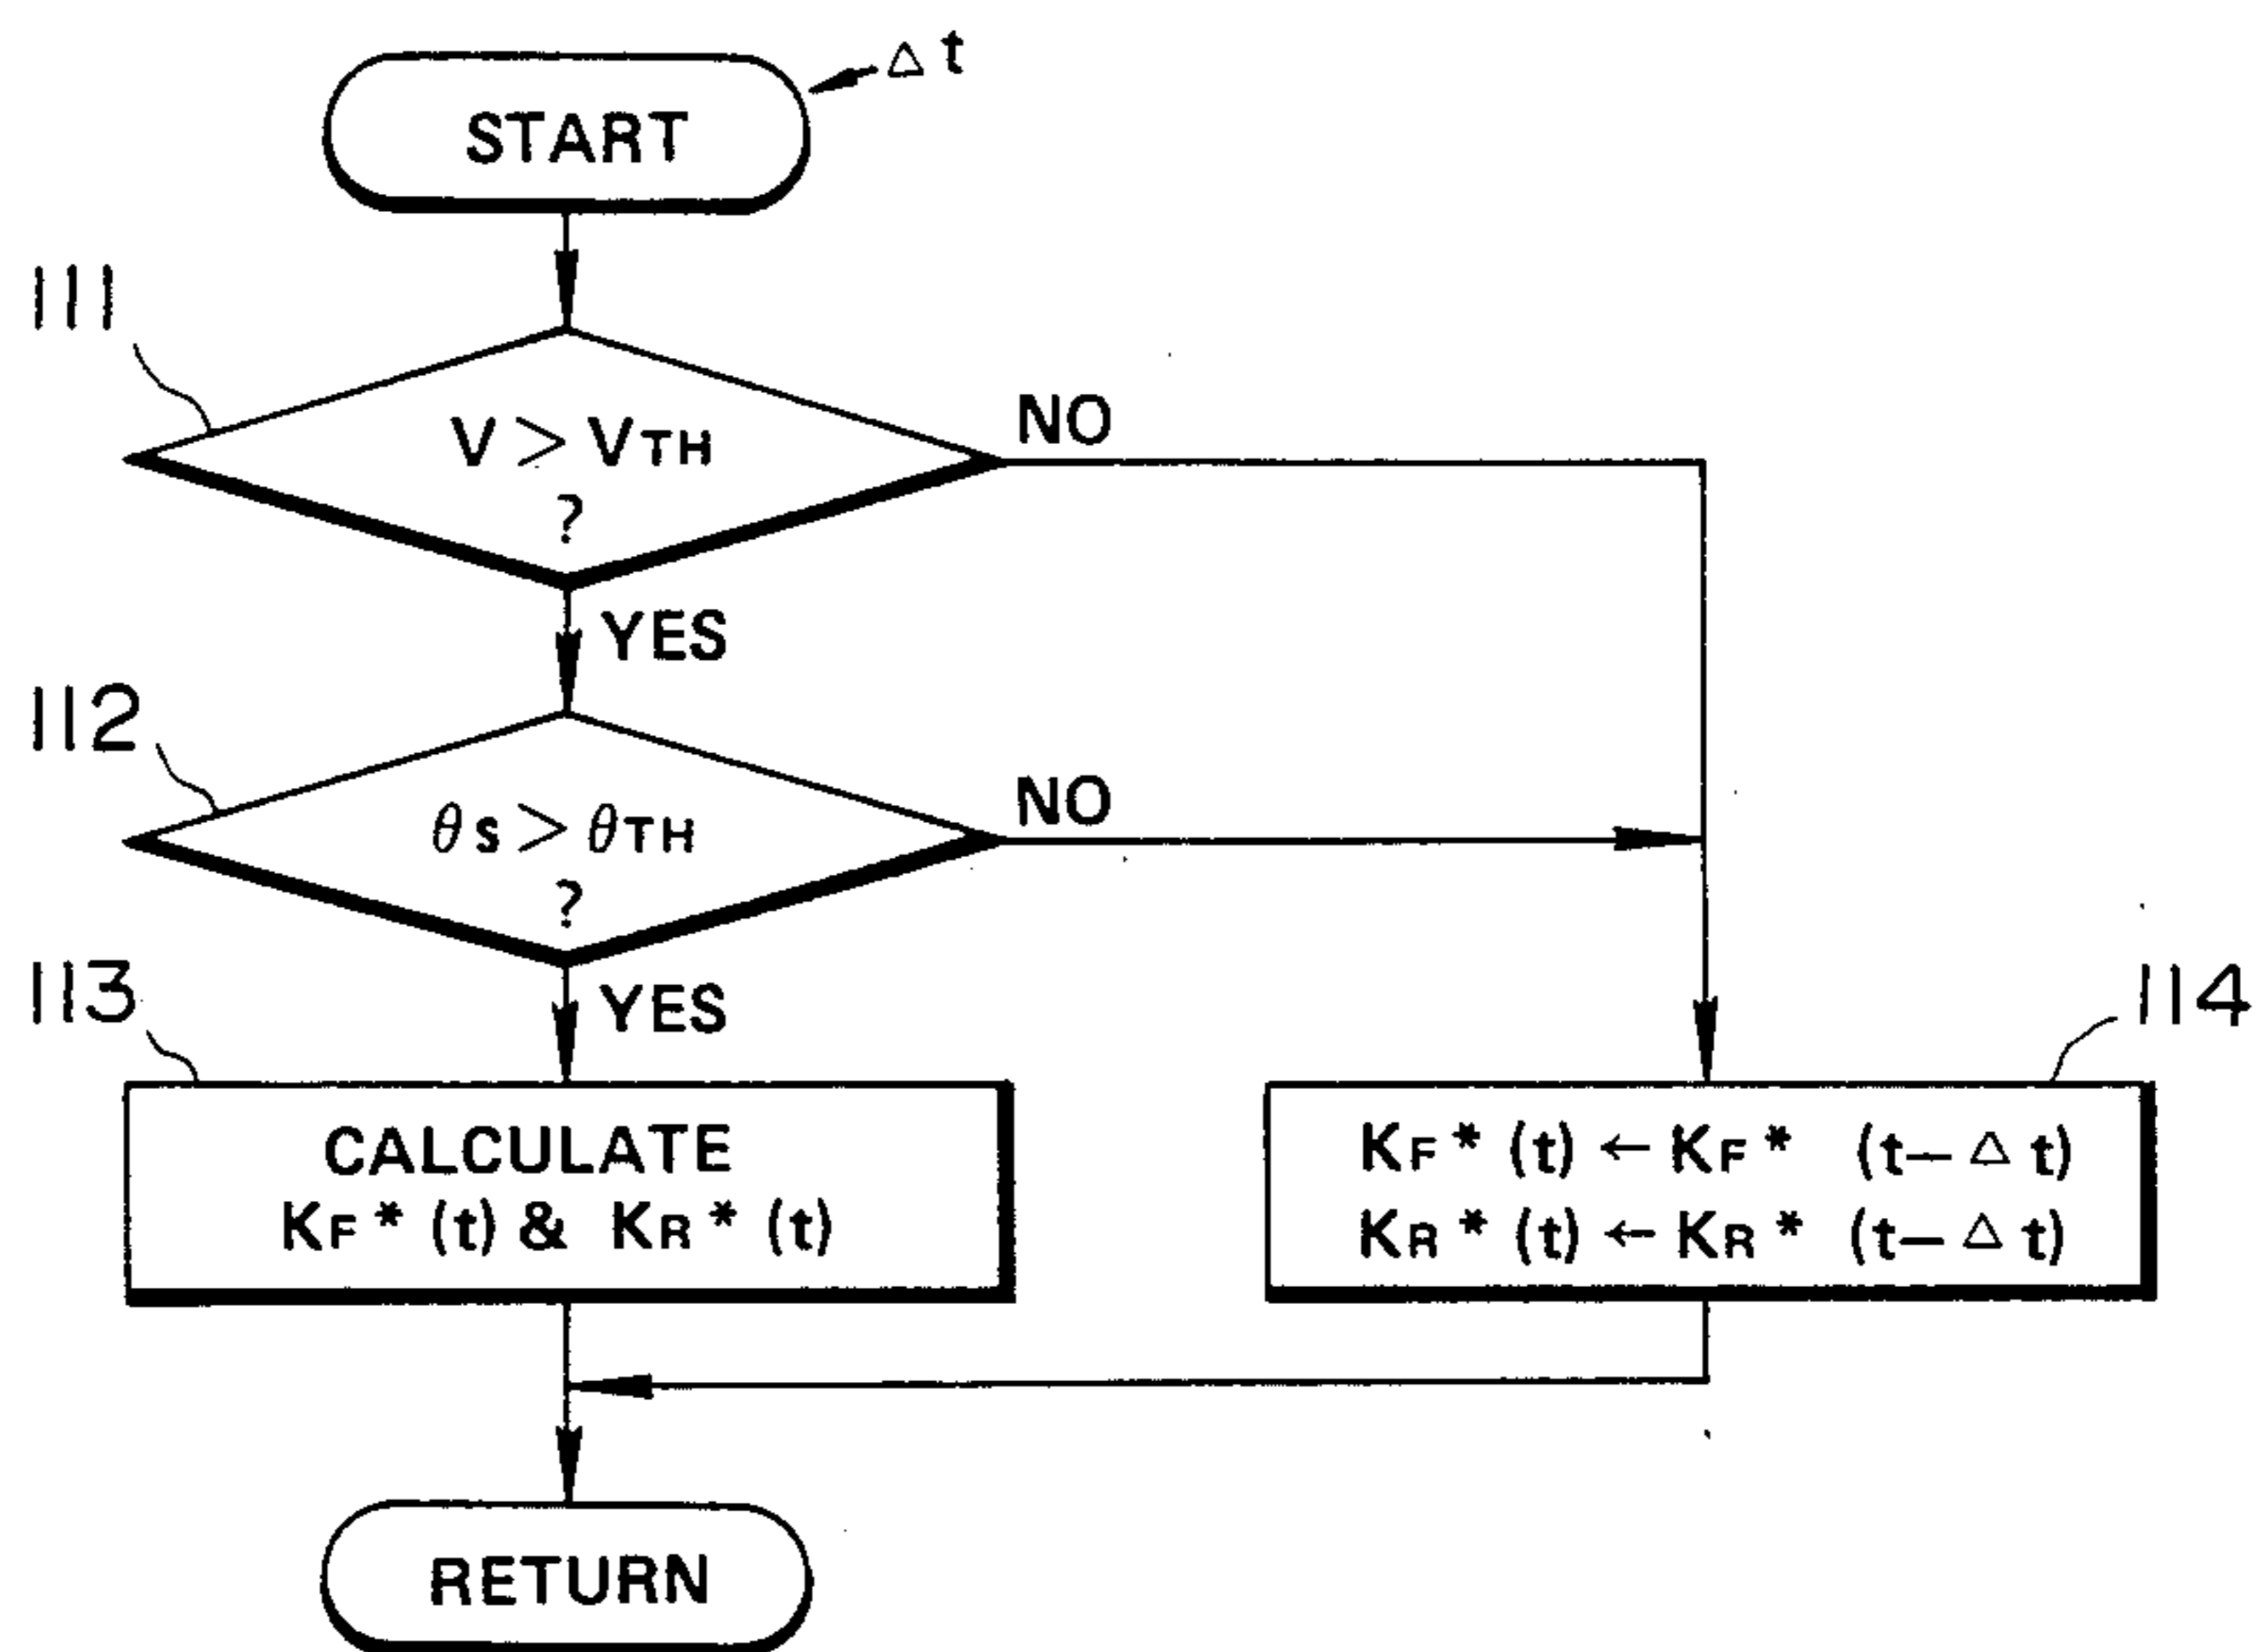 △t
START
111
V > VTH
?
NO
YES
112
θs > θTH
?
NO
YES
113
CALCULATE
KF* (t) & KR* (t)
114
KF* (t) ← KF* (t－△t)
KR* (t) ← KR* (t－△t)
RETURN